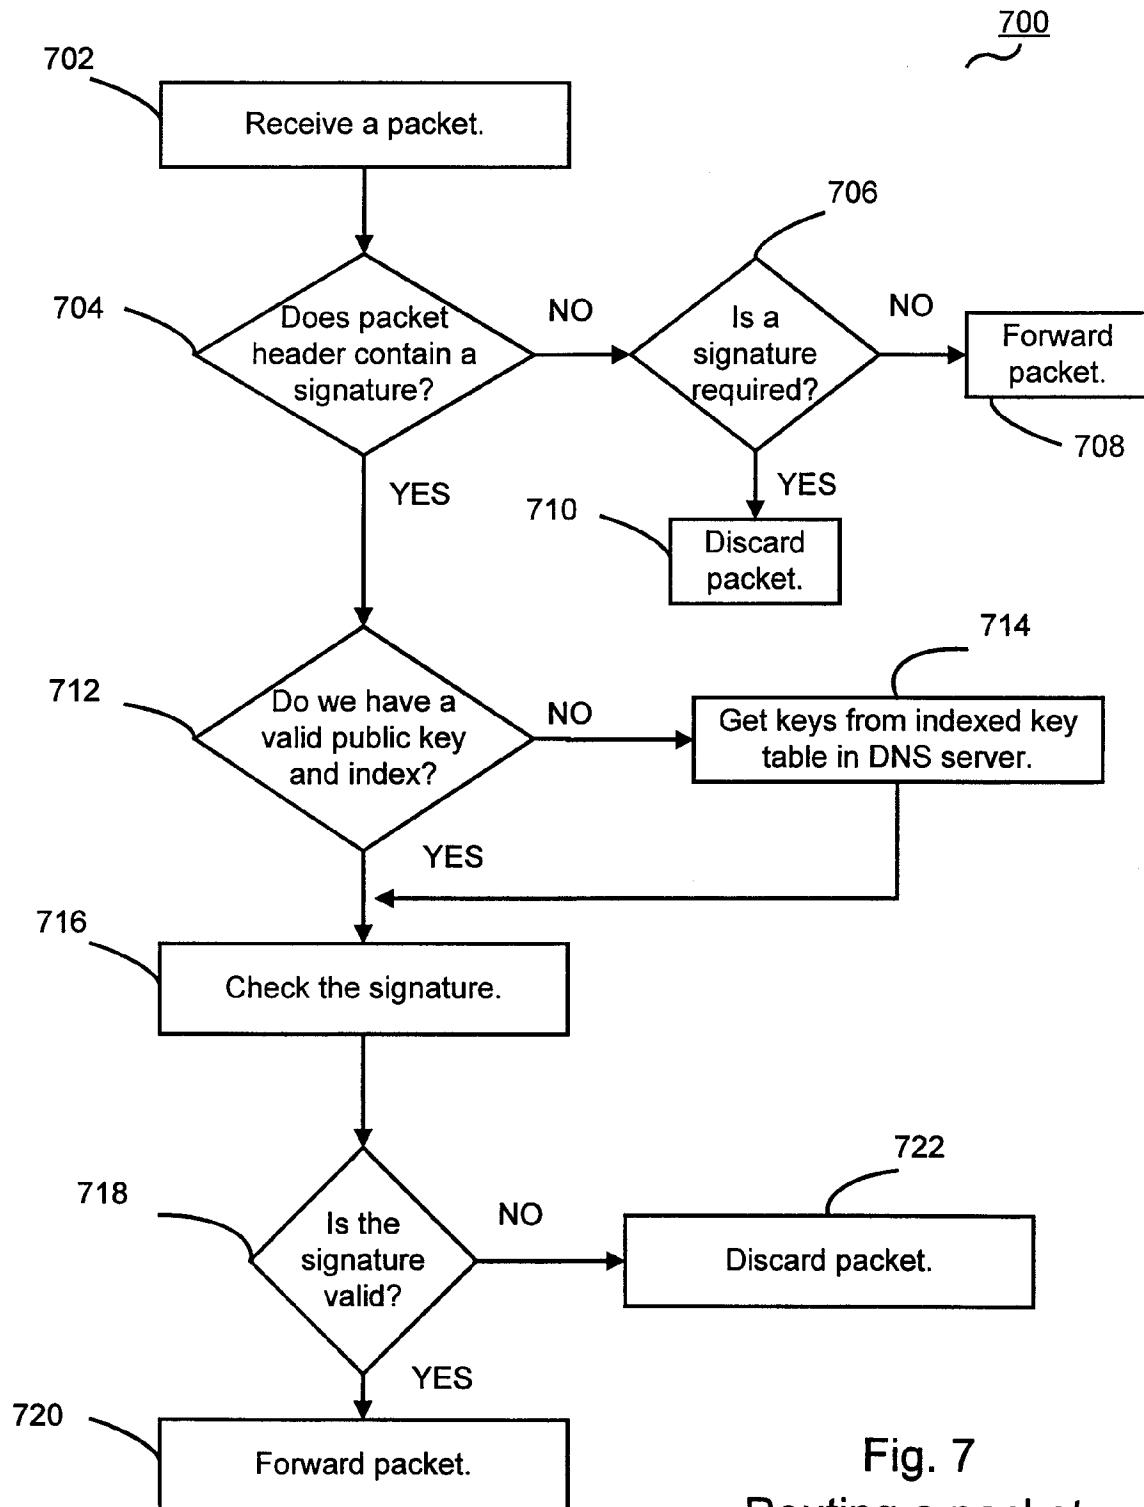 700
702
Receive a packet.
706
704
Does packet
header contain a
signature?
NO
Is a
signature
required?
NO
Forward
packet.
708
YES
YES
710
Discard
packet.
714
712
Do we have a
valid public key
and index?
NO
Get keys from indexed key
table in DNS server.
YES
716
Check the signature.
722
718
Is the
signature
valid?
NO
Discard packet.
YES
720
Forward packet.
Fig. 7
Routing a packet